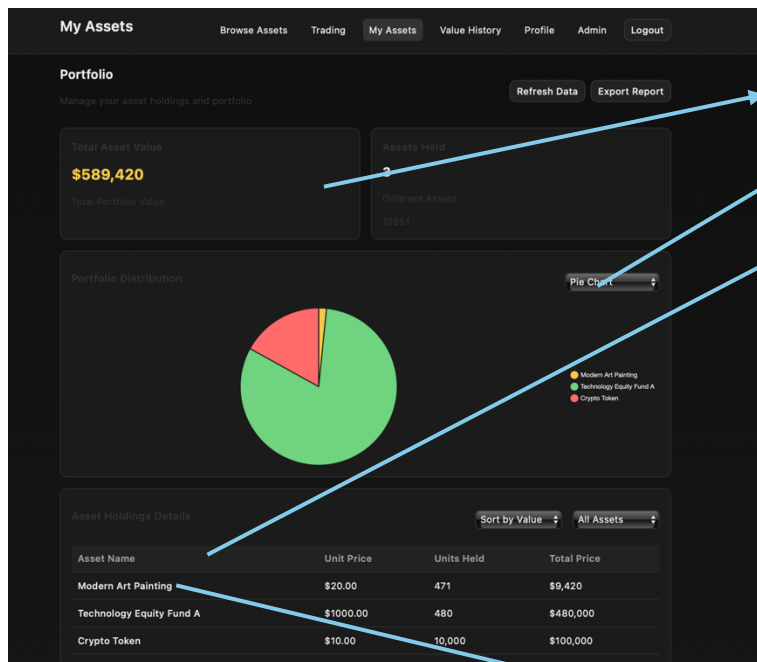 My Assets
Browse Assets Trading My Assets Value History Profile Admin Logout
Portfolio
Manage your asset holdings and portfolio
Refresh Data Export Report
Total Asset Value
$589,420
Total Portfolio Value
Assets Held
3
Different Assets
10951
Portfolio Distribution
Pie Chart
Modern Art Painting
Technology Equity Fund A
Crypto Token
Asset Holdings Details
Sort by Value All Assets
Asset Name Unit Price Units Held Total Price
Modern Art Painting $20.00 471 $9,420
Technology Equity Fund A $1000.00 480 $480,000
Crypto Token $10.00 10,000 $100,000